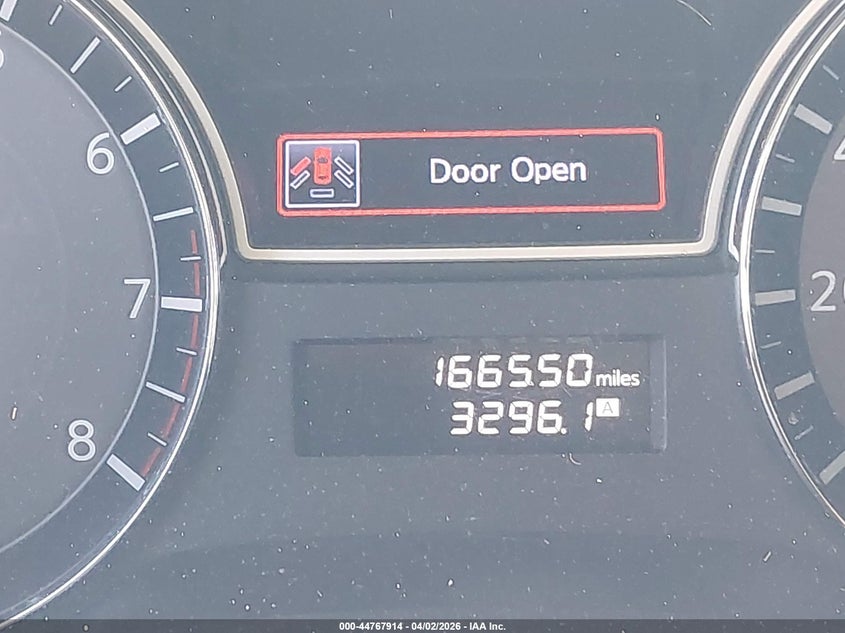 6
7
8
Door Open
166550 miles
3296.1 A
000-44767914 - 04/02/2026 - IAA Inc.